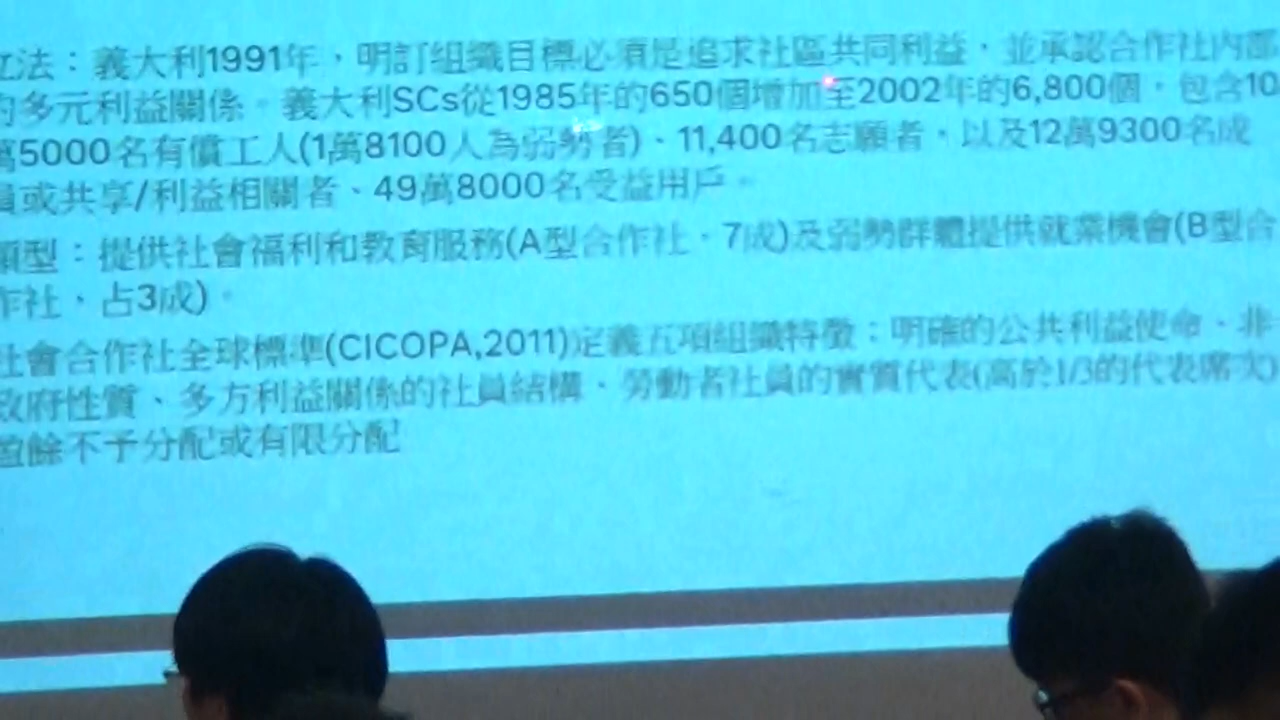 立法：義大利1991年，明訂組織目標必須是追求社區共同利益，並承認合作社內部
的多元利益關係。義大利SCs從1985年的650個增加至2002年的6,800個，包含10
萬5000名有償工人(1萬8100人為弱勢者)、11,400名志願者，以及12萬9300名成
員或共享/利益相關者、49萬8000名受益用戶。
類型：提供社會福利和教育服務(A型合作社，7成)及弱勢群體提供就業機會(B型合
作社，占3成)。
社會合作社全球標準(CICOPA,2011)定義五項組織特徵：明確的公共利益使命、非
政府性質、多方利益關係的社員結構、勞動者社員的實質代表(高於1/3的代表席次)
盈餘不予分配或有限分配